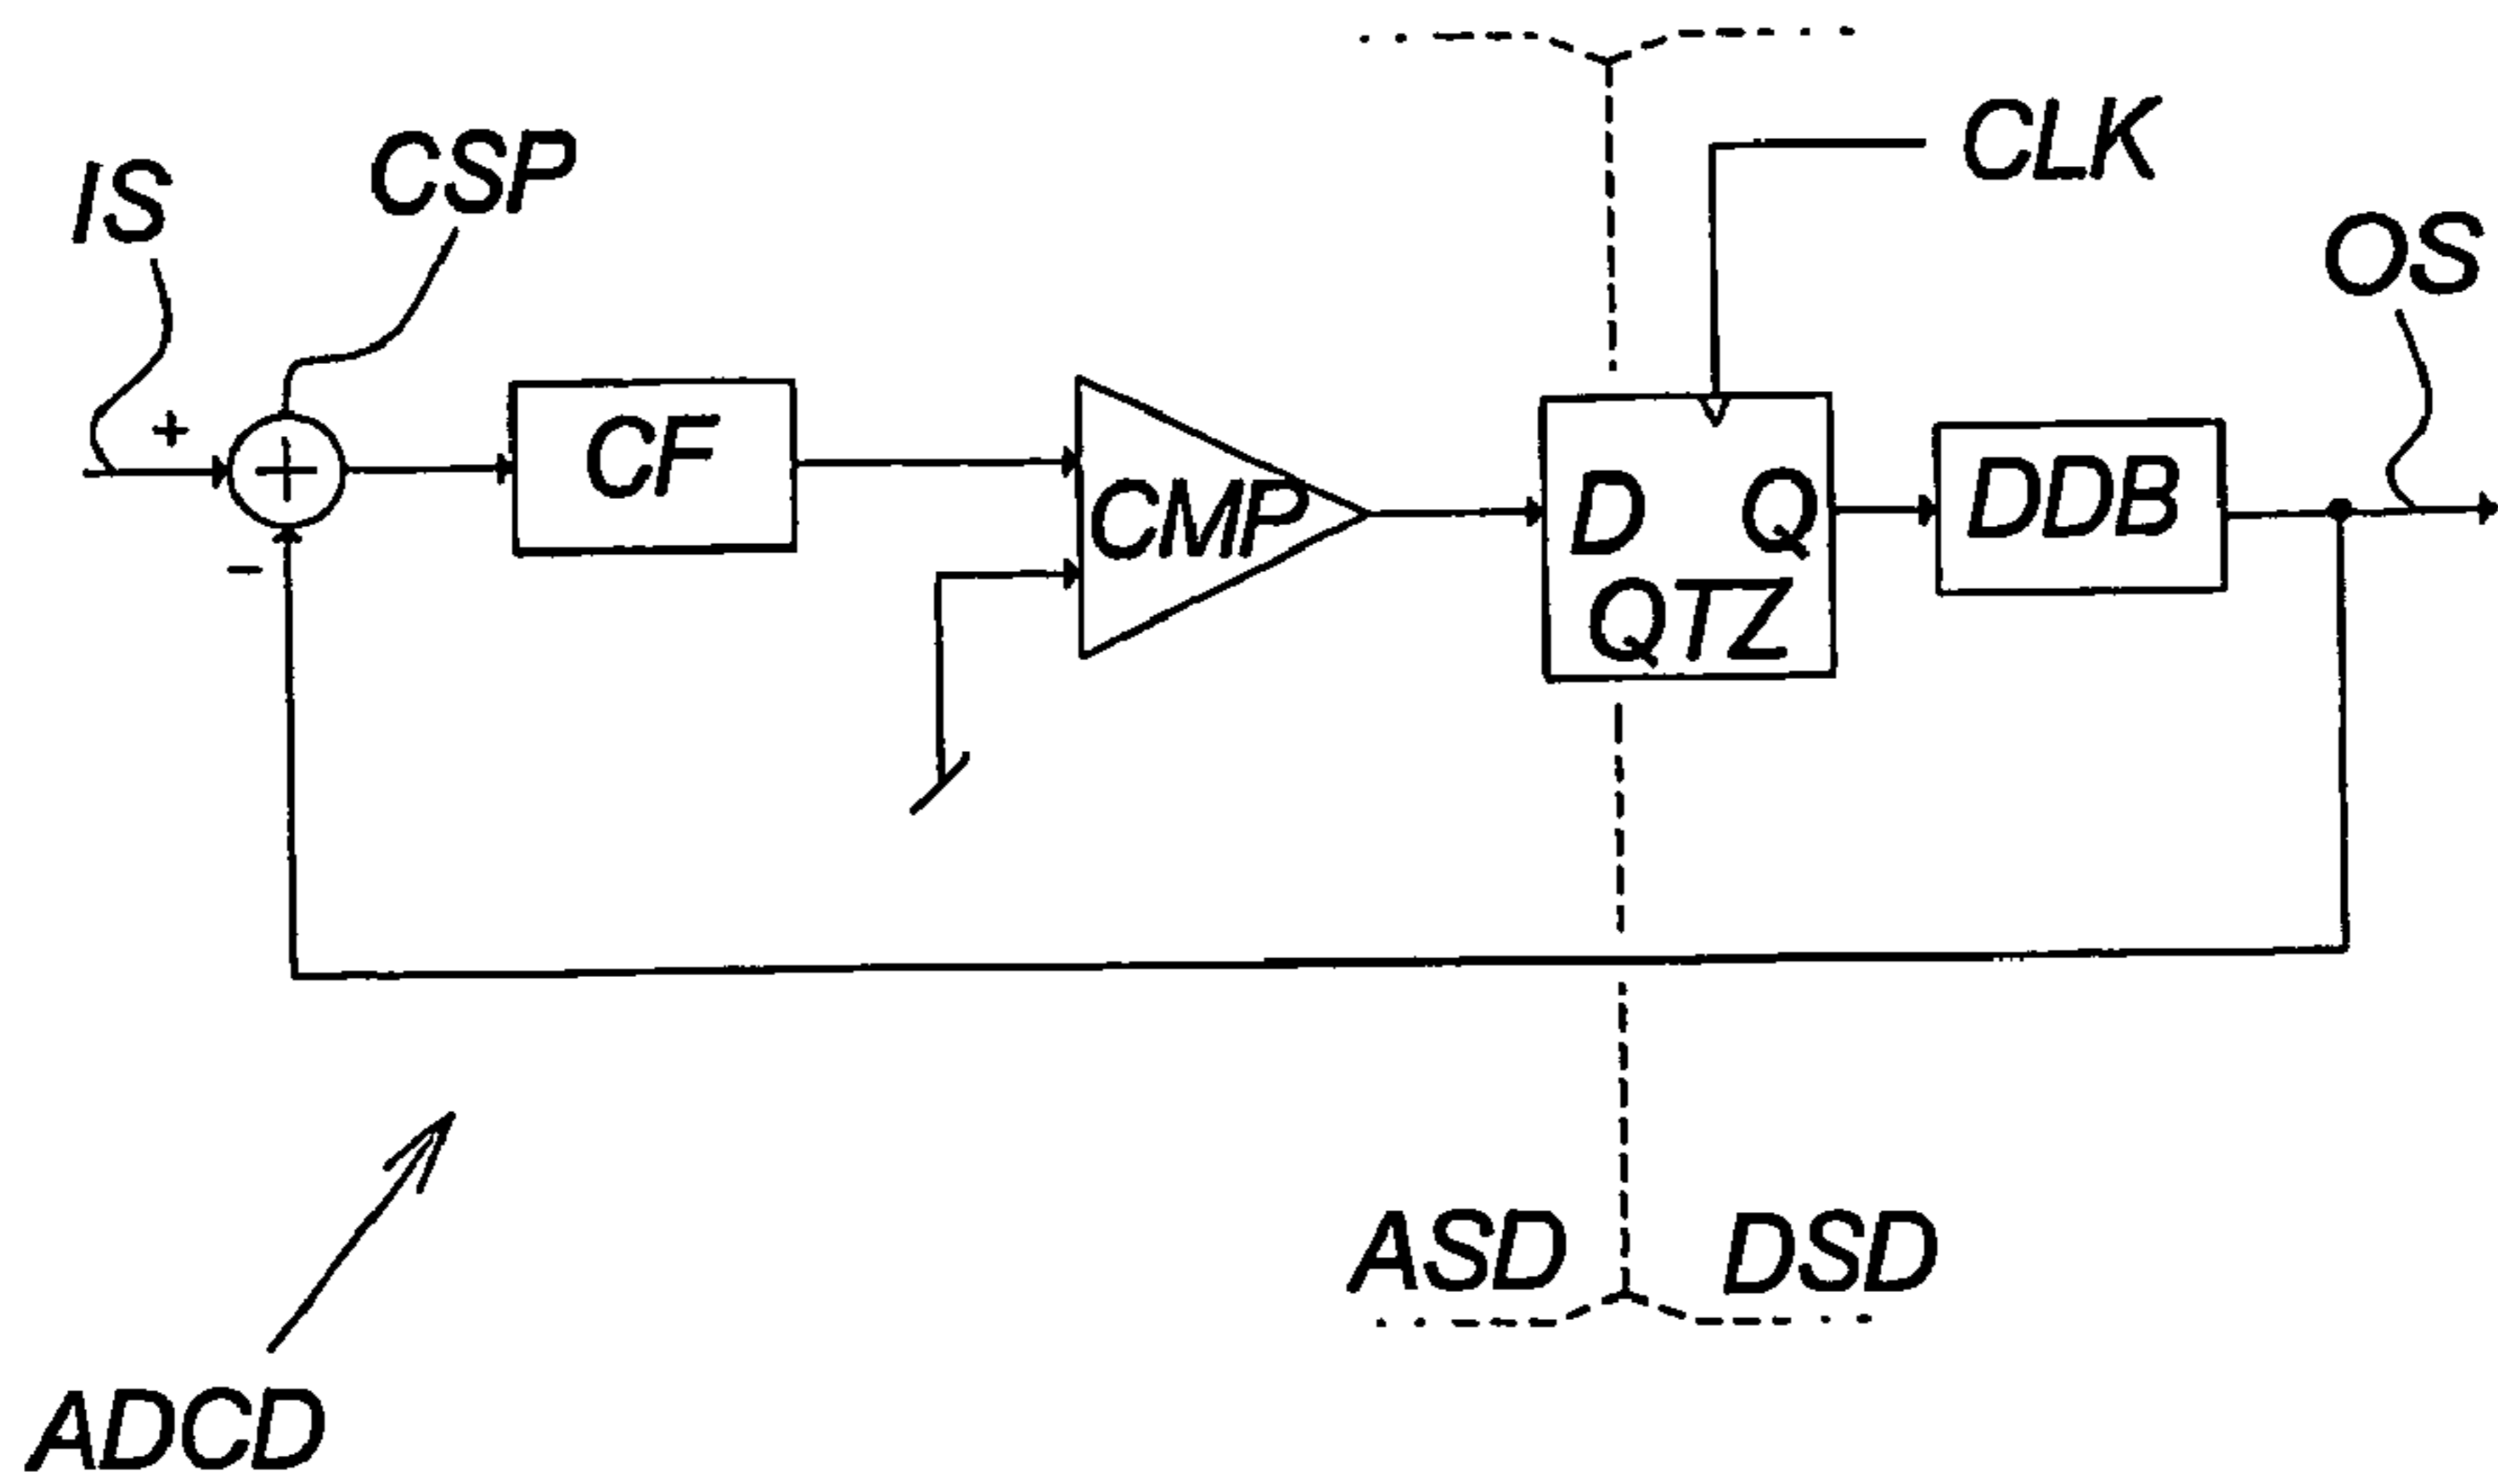 CLK
CSP
IS
OS
+
CF
CMP
D Q
QTZ
DDB
−
ASD DSD
ADCD